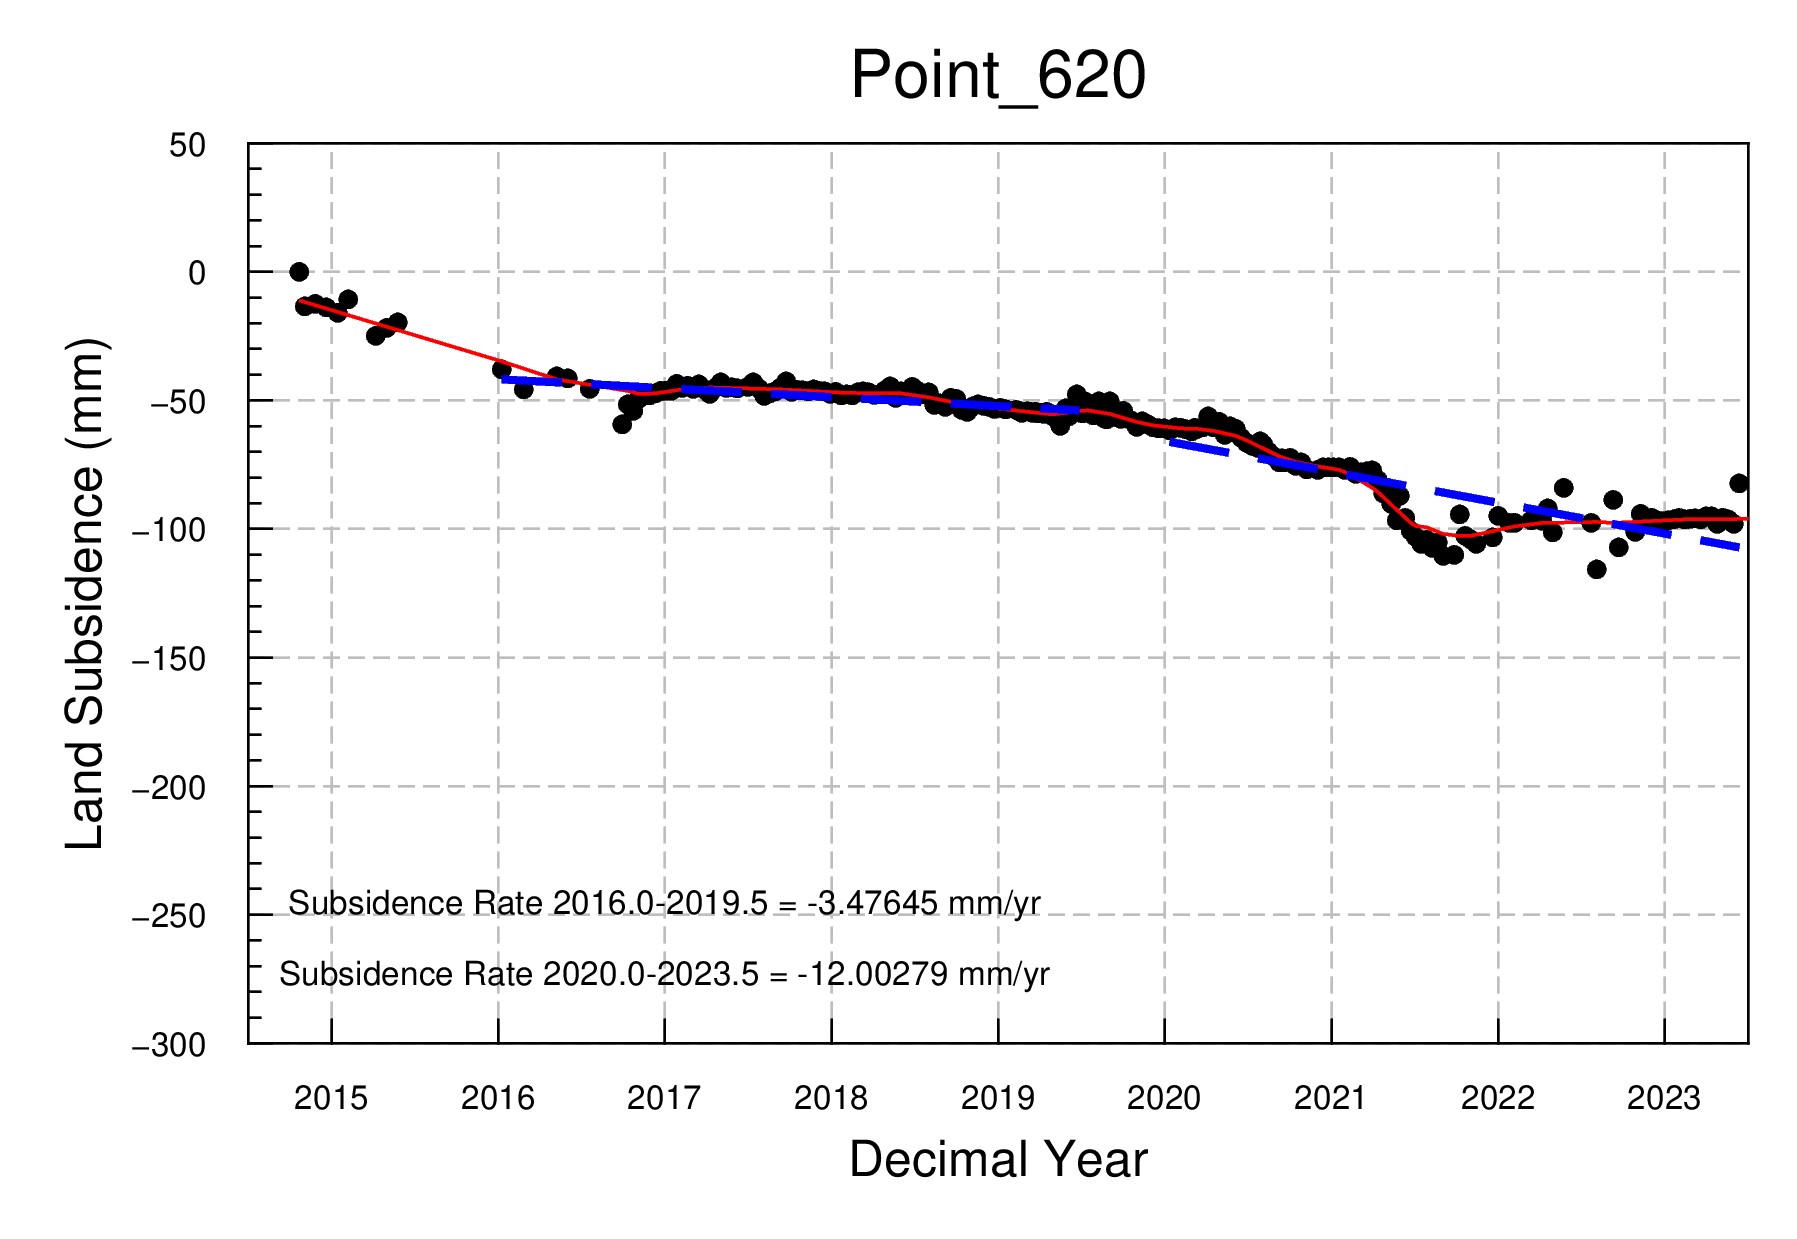 Point_620
50
0
−50
−100
−150
−200
−250
−300
Land Subsidence (mm)
Subsidence Rate 2016.0-2019.5 = -3.47645 mm/yr
Subsidence Rate 2020.0-2023.5 = -12.00279 mm/yr
2015 2016 2017 2018 2019 2020 2021 2022 2023
Decimal Year